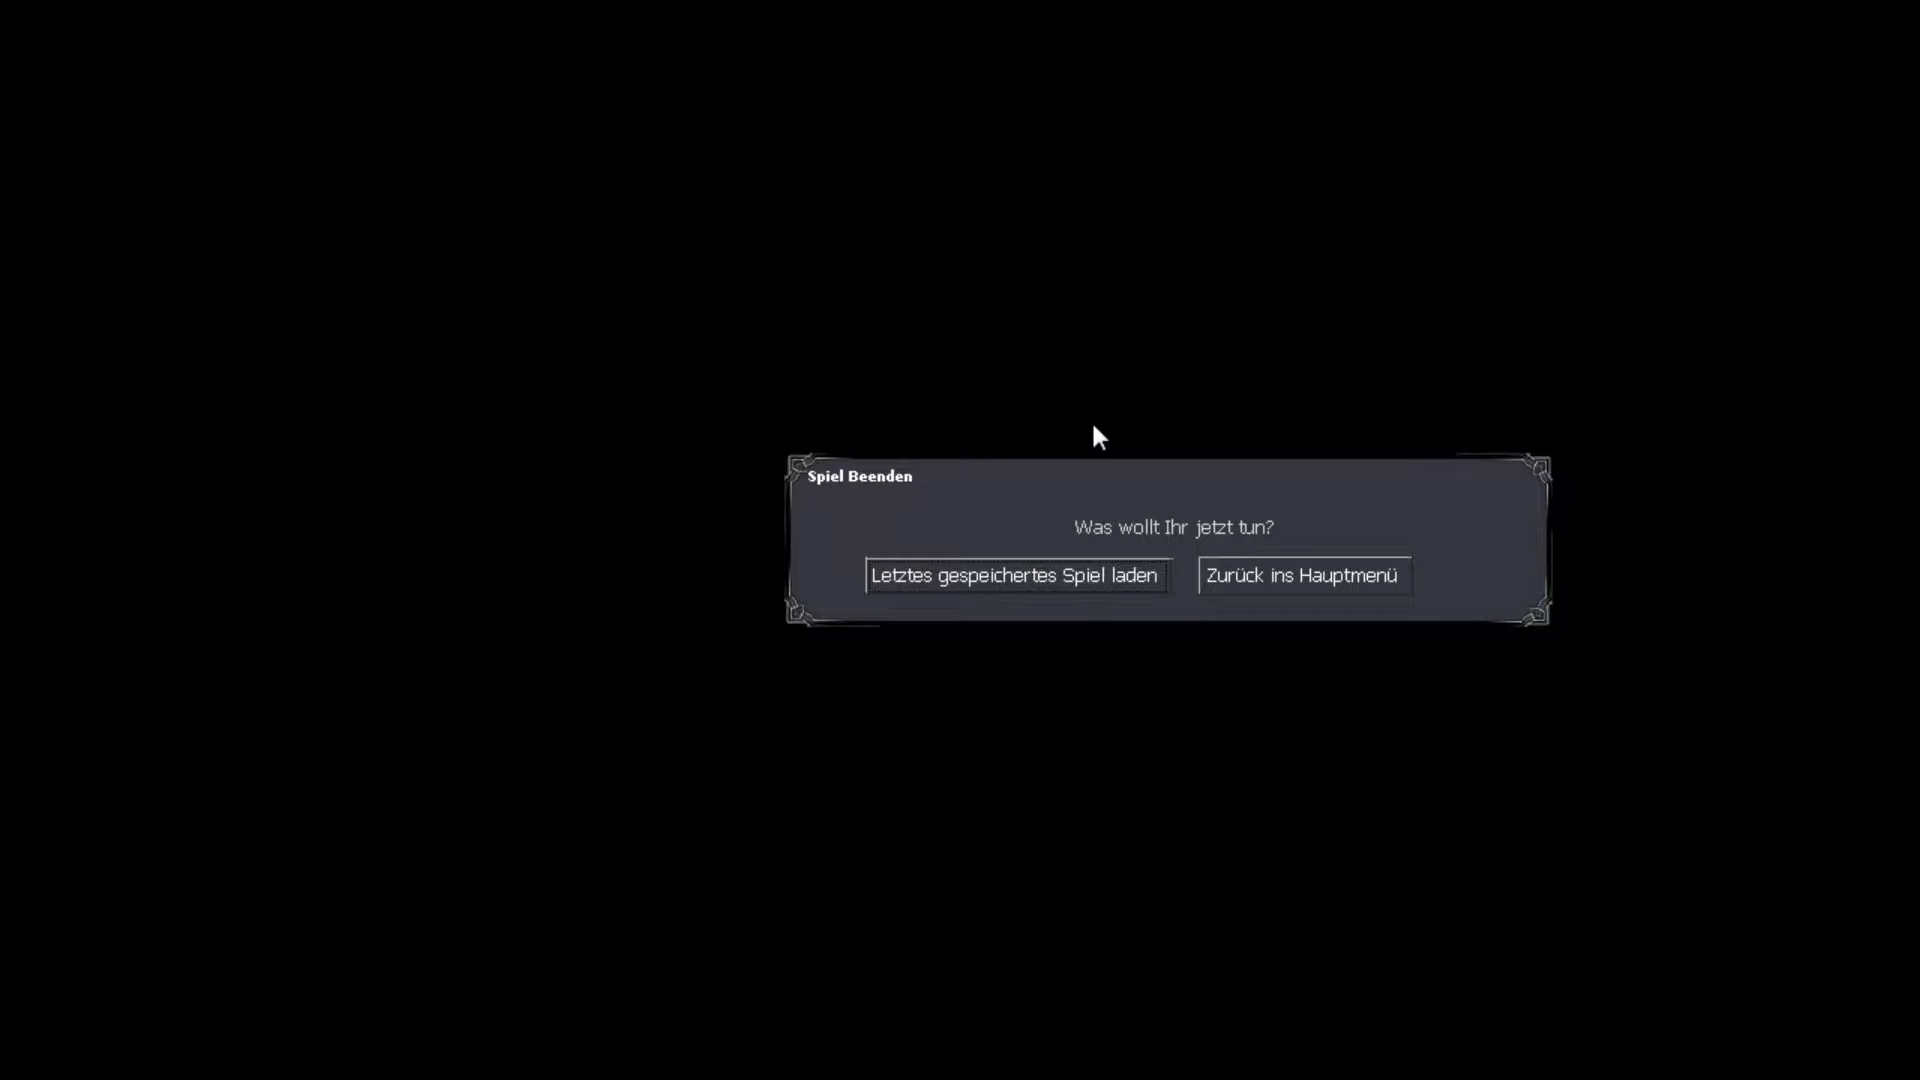 Spiel Beenden
Was wollt Ihr jetzt tun?
Letztes gespeichertes Spiel laden
Zurück ins Hauptmenü